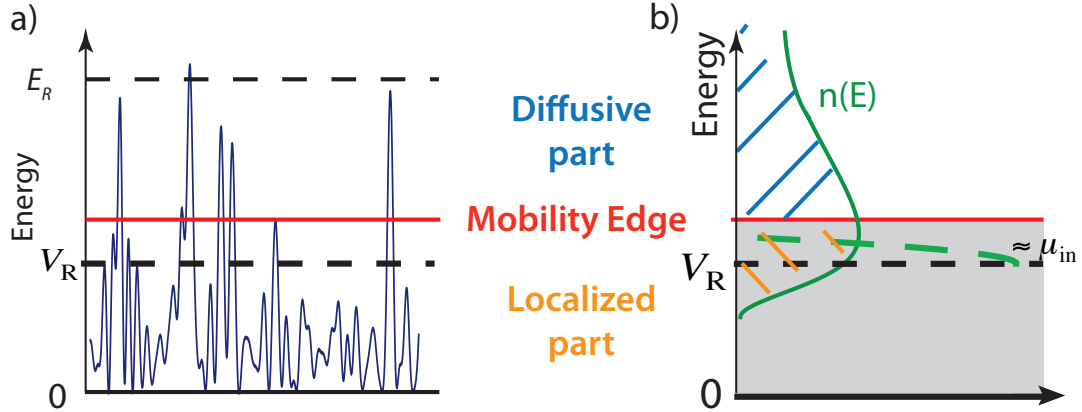 a)
E_R
Energy
V_R
0
Diffusive
part
Mobility Edge
Localized
part
b)
Energy
n(E)
≈ μ_in
V_R
0